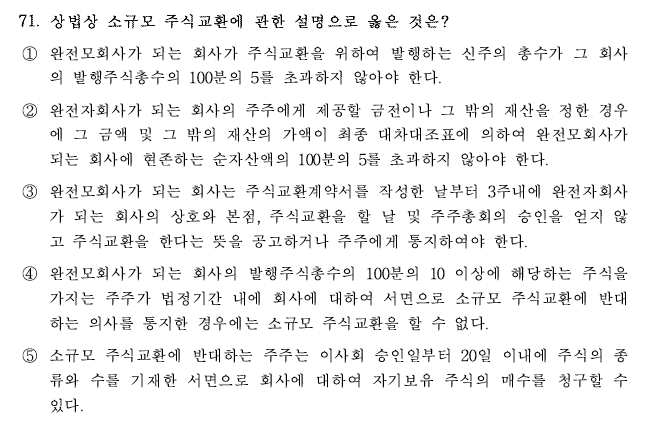 71. 상법상 소규모 주식교환에 관한 설명으로 옳은 것은?
① 완전모회사가 되는 회사가 주식교환을 위하여 발행하는 신주의 총수가 그 회사
의 발행주식총수의 100분의 5를 초과하지 않아야 한다.
② 완전자회사가 되는 회사의 주주에게 제공할 금전이나 그 밖의 재산을 정한 경우
에 그 금액 및 그 밖의 재산의 가액이 최종 대차대조표에 의하여 완전모회사가
되는 회사에 현존하는 순자산액의 100분의 5를 초과하지 않아야 한다.
③ 완전모회사가 되는 회사는 주식교환계약서를 작성한 날부터 3주내에 완전자회사
가 되는 회사의 상호와 본점, 주식교환을 할 날 및 주주총회의 승인을 얻지 않
고 주식교환을 한다는 뜻을 공고하거나 주주에게 통지하여야 한다.
④ 완전모회사가 되는 회사의 발행주식총수의 100분의 10 이상에 해당하는 주식을
가지는 주주가 법정기간 내에 회사에 대하여 서면으로 소규모 주식교환에 반대
하는 의사를 통지한 경우에는 소규모 주식교환을 할 수 없다.
⑤ 소규모 주식교환에 반대하는 주주는 이사회 승인일부터 20일 이내에 주식의 종
류와 수를 기재한 서면으로 회사에 대하여 자기보유 주식의 매수를 청구할 수
있다.